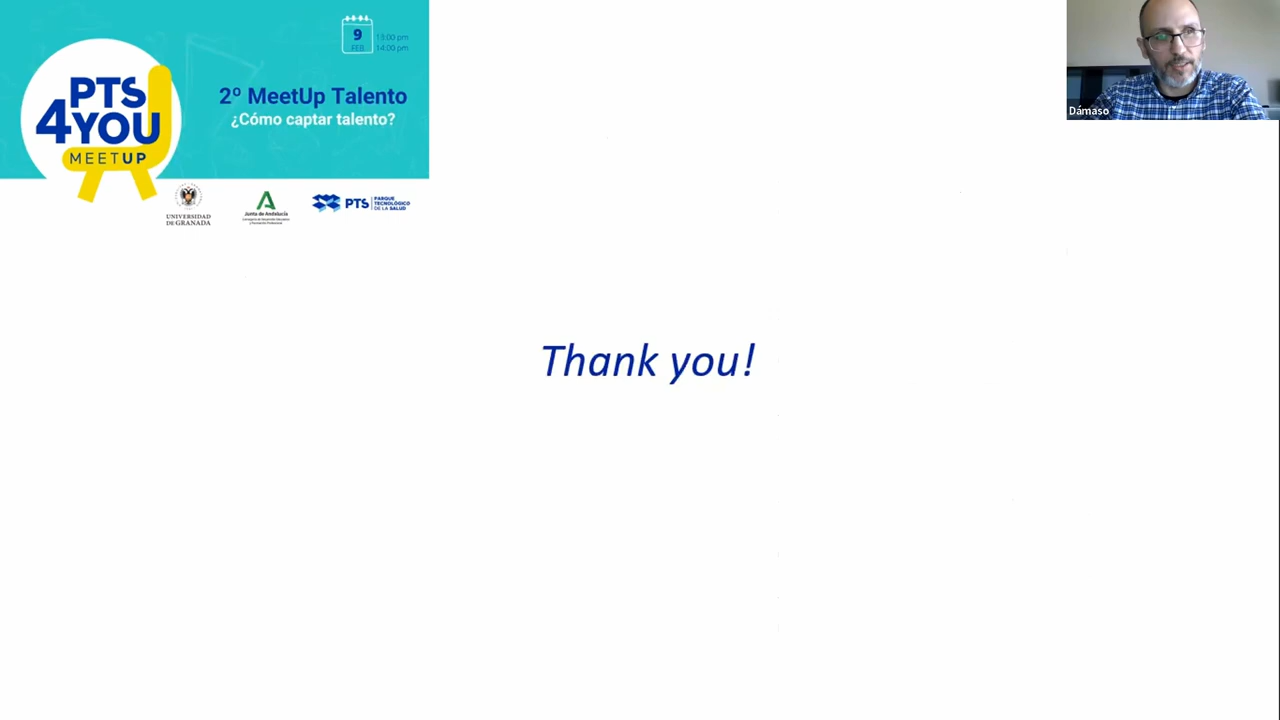 9
FEB
13:00 pm
14:00 pm
PTS
4YOU
MEETUP
2º MeetUp Talento
¿Cómo captar talento?
UNIVERSIDAD
DE GRANADA
Junta de Andalucía
PTS
PARQUE
TECNOLÓGICO
DE LA SALUD
Dámaso
Thank you!